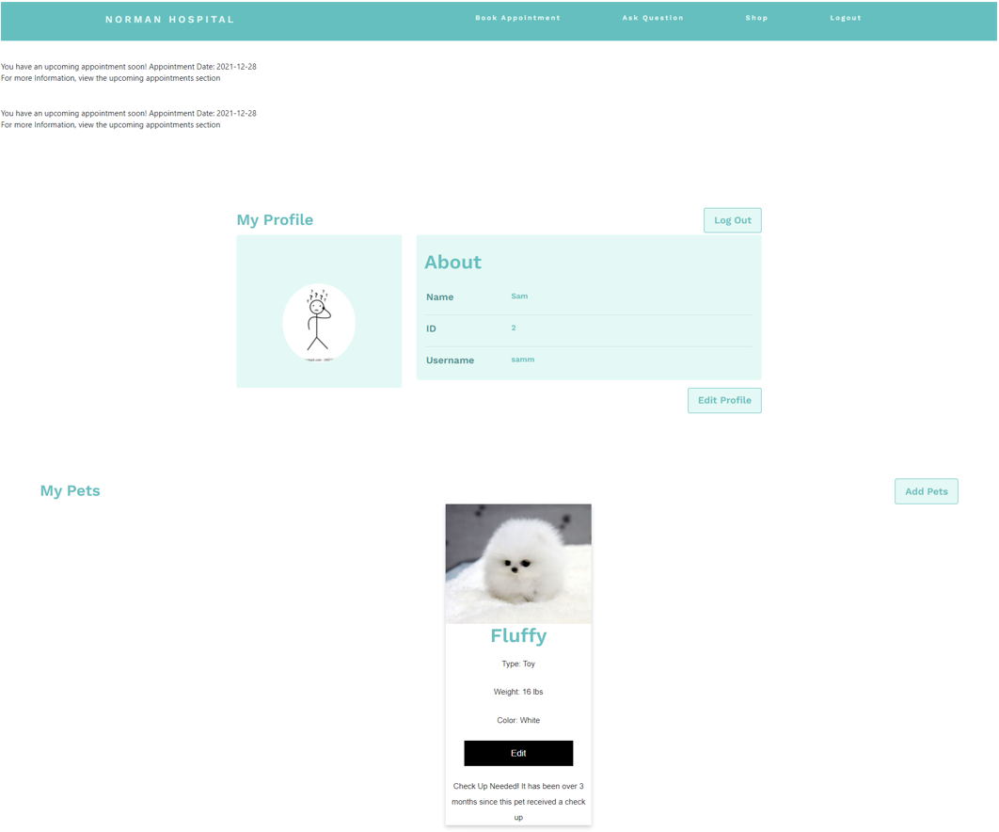 NORMAN HOSPITAL
Book Appointment
Ask Question
Shop
Logout
You have an upcoming appointment soon! Appointment Date: 2021-12-28
For more Information, view the upcoming appointments section
You have an upcoming appointment soon! Appointment Date: 2021-12-28
For more Information, view the upcoming appointments section
My Profile
Log Out
? ? ? ?
? ? ? ? ?
About
Name
Sam
ID
2
Username
samm
Edit Profile
My Pets
Add Pets
Fluffy
Type: Toy
Weight: 16 lbs
Color: White
Edit
Check Up Needed! It has been over 3
months since this pet received a check
up